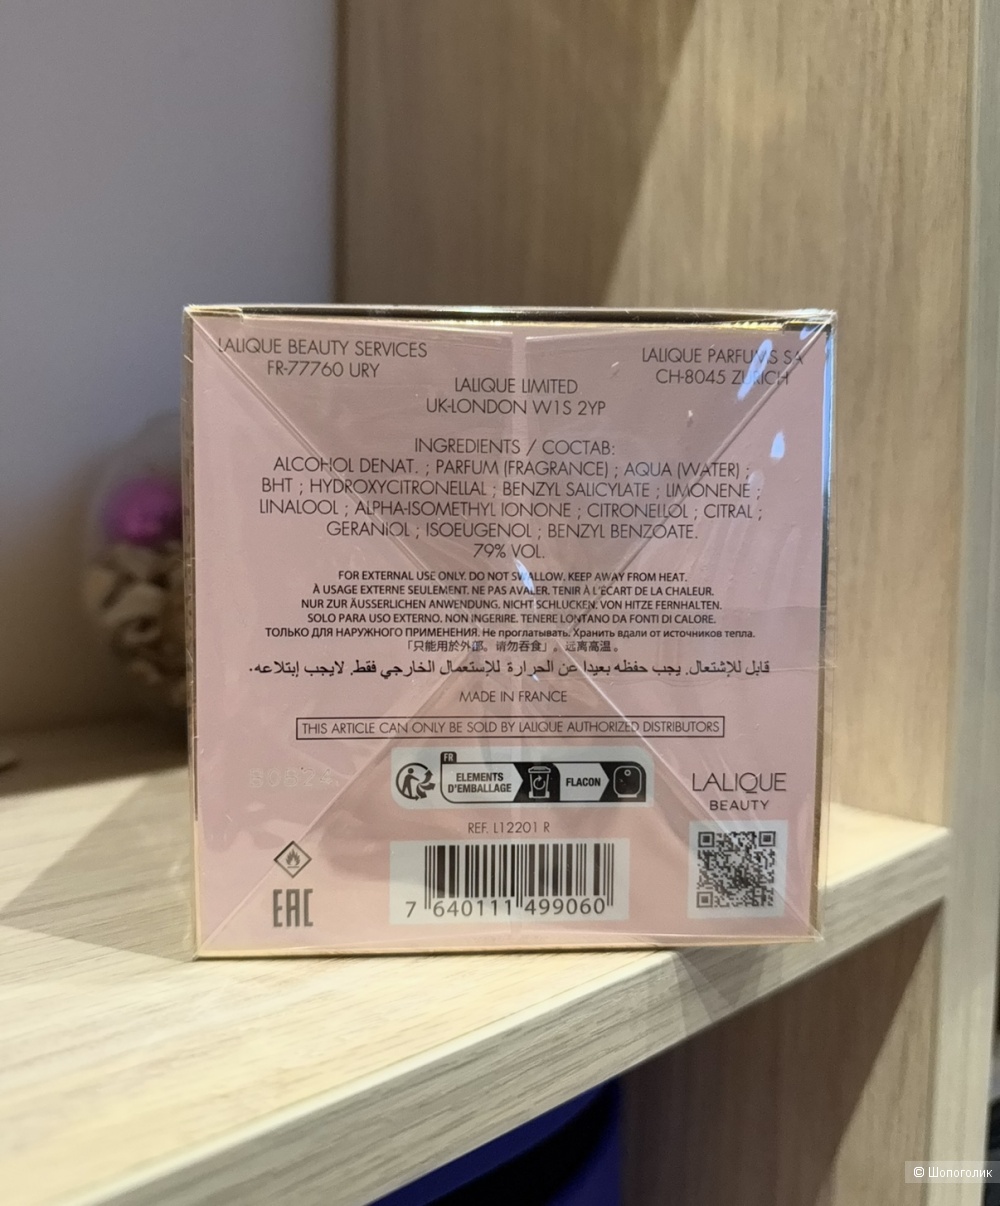 LALIQUE BEAUTY SERVICES
FR-77760 URY
LALIQUE PARFUMS SA
CH-8045 ZURICH
LALIQUE LIMITED
UK-LONDON W1S 2YP
INGREDIENTS / COCTAB:
ALCOHOL DENAT. ; PARFUM (FRAGRANCE) ; AQUA (WATER) ;
BHT ; HYDROXYCITRONELLAL ; BENZYL SALICYLATE ; LIMONENE ;
LINALOOL ; ALPHA-ISOMETHYL IONONE ; CITRONELLOL ; CITRAL ;
GERANIOL ; ISOEUGENOL ; BENZYL BENZOATE.
79% VOL.
FOR EXTERNAL USE ONLY. DO NOT SWALLOW. KEEP AWAY FROM HEAT.
À USAGE EXTERNE SEULEMENT. NE PAS AVALER. TENIR À L'ÉCART DE LA CHALEUR.
NUR ZUR ÄUSSERLICHEN ANWENDUNG. NICHT SCHLUCKEN. VON HITZE FERNHALTEN.
SOLO PARA USO EXTERNO. NON INGERIRE. TENERE LONTANO DA FONTI DI CALORE.
ТОЛЬКО ДЛЯ НАРУЖНОГО ПРИМЕНЕНИЯ. Не проглатывать. Хранить вдали от источников тепла.
「只能用於外部。请勿吞食」。远离高温。
قابل للإشتعال. يجب حفظه بعيدا عن الحرارة للإستعمال الخارجي فقط. لايجب إبتلاعه.
MADE IN FRANCE
THIS ARTICLE CAN ONLY BE SOLD BY LALIQUE AUTHORIZED DISTRIBUTORS
FR
ELEMENTS
D'EMBALLAGE
FLACON
LALIQUE
BEAUTY
REF. L12201 R
EAC
7 640111 499060
© Шопоголик